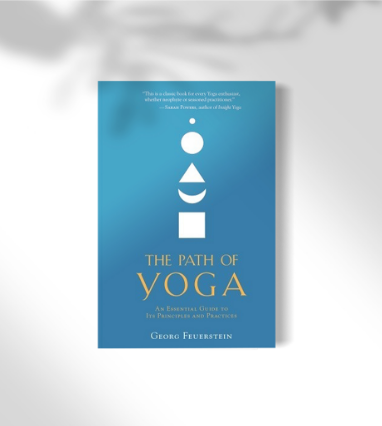 "This is a classic book for every Yoga enthusiast,
whether neophyte or seasoned practitioner."
THE PATH OF
YOGA
AN ESSENTIAL GUIDE TO
ITS PRINCIPLES AND PRACTICES
GEORG FEUERSTEIN